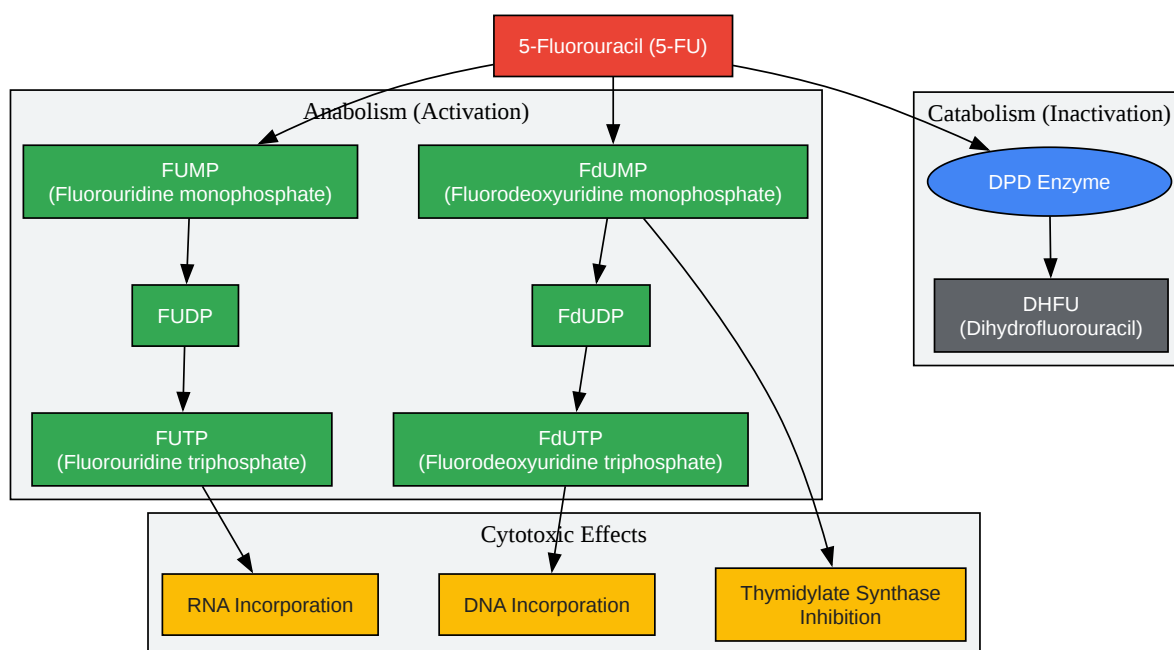 5-Fluorouracil (5-FU)
Anabolism (Activation)
Catabolism (Inactivation)
FUMP
(Fluorouridine monophosphate)
FdUMP
(Fluorodeoxyuridine monophosphate)
DPD Enzyme
FUDP
FdUDP
DHFU
(Dihydrofluorouracil)
FUTP
(Fluorouridine triphosphate)
FdUTP
(Fluorodeoxyuridine triphosphate)
Cytotoxic Effects
RNA Incorporation
DNA Incorporation
Thymidylate Synthase
Inhibition